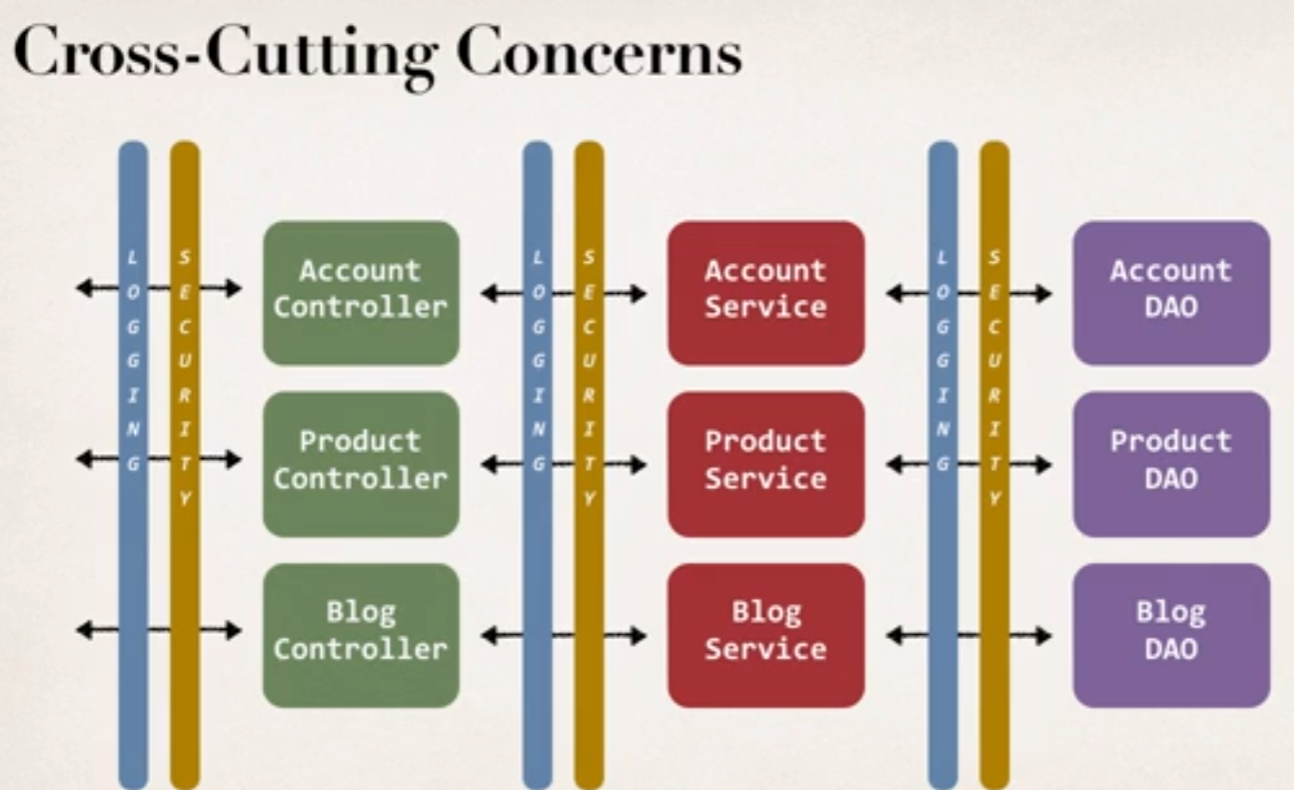 Cross-Cutting Concerns
LOGGING
SECURITY
Account
Controller
LOGGING
SECURITY
Account
Service
LOGGING
SECURITY
Account
DAO
Product
Controller
Product
Service
Product
DAO
Blog
Controller
Blog
Service
Blog
DAO